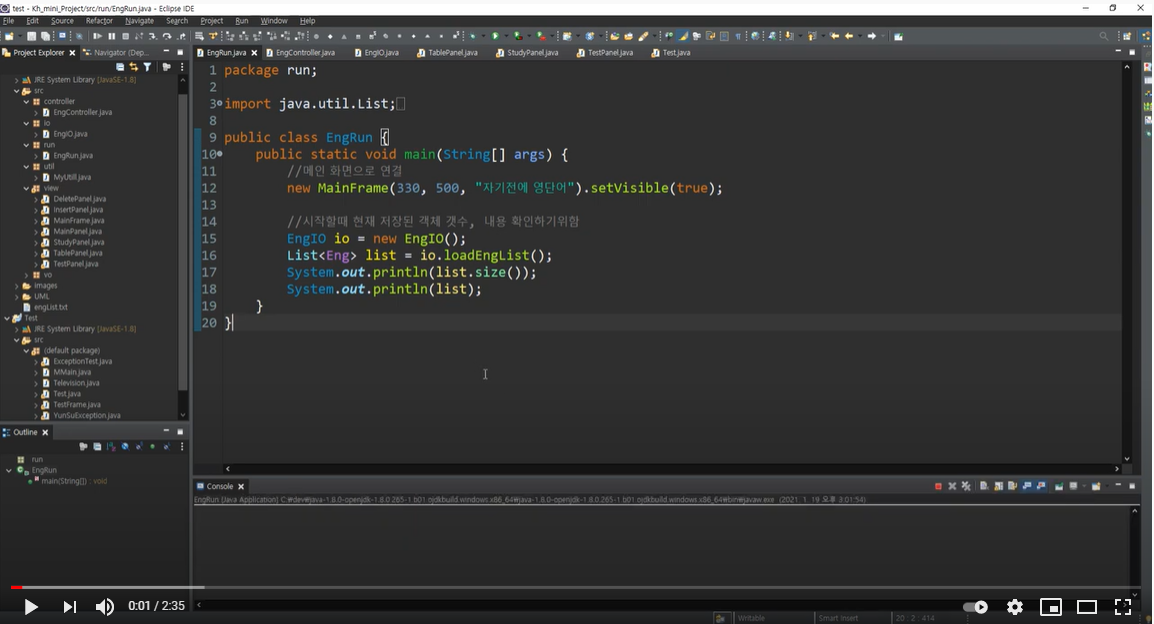 test - Kh_mini_Project/src/run/EngRun.java - Eclipse IDE
File Edit Source Refactor Navigate Search Project Run Window Help
Project Explorer Navigator (Dep...
EngRun.java EngController.java EngIO.java TablePanel.java StudyPanel.java TestPanel.java Test.java
JRE System Library [JavaSE-1.8]
src
controller
EngController.java
io
EngIO.java
run
EngRun.java
util
MyUtill.java
view
DeletePanel.java
InsertPanel.java
MainFrame.java
MainPanel.java
StudyPanel.java
TablePanel.java
TestPanel.java
vo
images
UML
engList.txt
Test
JRE System Library [JavaSE-1.8]
src
(default package)
ExceptionTest.java
MMain.java
Television.java
Test.java
TestFrame.java
YunSuException.java
1 package run;
2
3 import java.util.List;
8
9 public class EngRun {
10 public static void main(String[] args) {
11 //메인 화면으로 연결
12 new MainFrame(330, 500, "자기전에 영단어").setVisible(true);
13
14 //시작할때 현재 저장된 객체 갯수, 내용 확인하기위함
15 EngIO io = new EngIO();
16 List<Eng> list = io.loadEngList();
17 System.out.println(list.size());
18 System.out.println(list);
19 }
20 }
Outline
run
EngRun
main(String[]) : void
Console
EngRun [Java Application] C:₩dev₩java-1.8.0-openjdk-1.8.0.265-1.b01.ojdkbuild.windows.x86_64₩java-1.8.0-openjdk-1.8.0.265-1.b01.ojdkbuild.windows.x86_64₩bin₩javaw.exe (2021. 1. 19 오후 3:01:54)
0:01 / 2:35
Writable Smart Insert 20 : 2 : 414